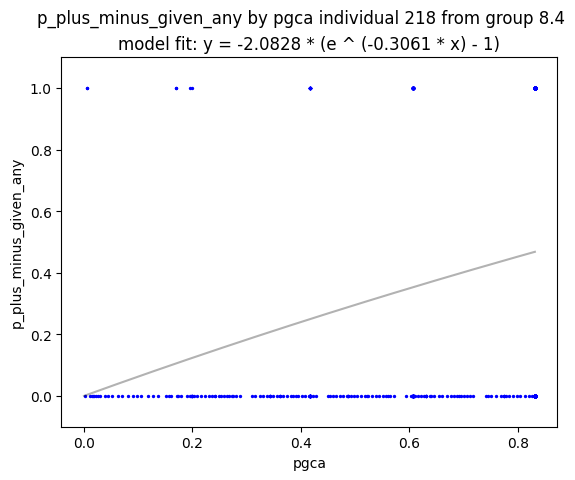 p_plus_minus_given_any by pgca individual 218 from group 8.4
model fit: y = -2.0828 * (e ^ (-0.3061 * x) - 1)
1.0
0.8
0.6
0.4
0.2
0.0
p_plus_minus_given_any
0.0 0.2 0.4 0.6 0.8
pgca